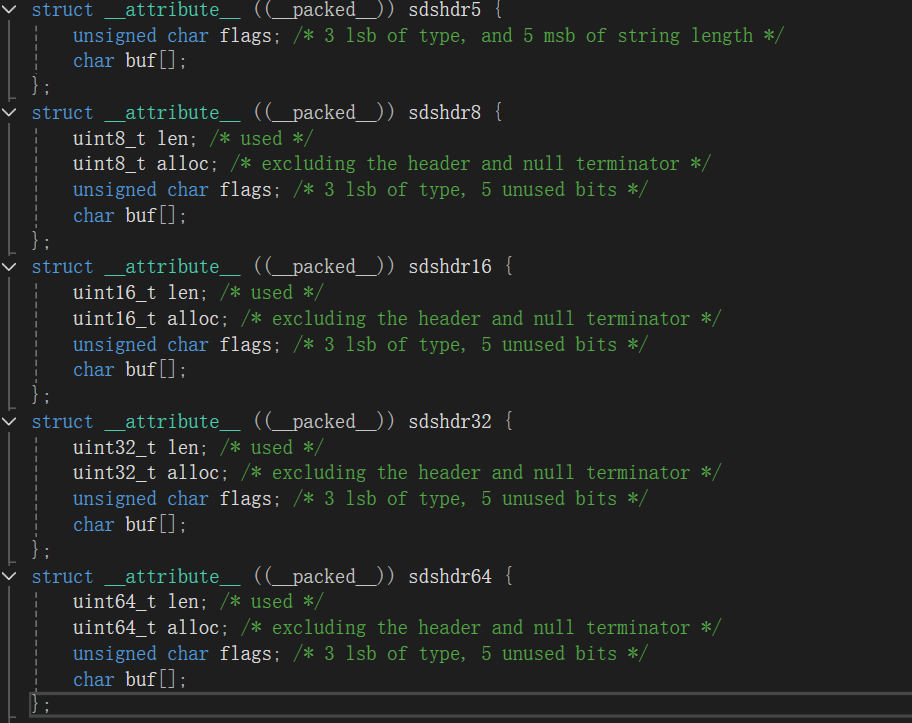 struct __attribute__ ((__packed__)) sdshdr5 {
    unsigned char flags; /* 3 lsb of type, and 5 msb of string length */
    char buf[];
};
struct __attribute__ ((__packed__)) sdshdr8 {
    uint8_t len; /* used */
    uint8_t alloc; /* excluding the header and null terminator */
    unsigned char flags; /* 3 lsb of type, 5 unused bits */
    char buf[];
};
struct __attribute__ ((__packed__)) sdshdr16 {
    uint16_t len; /* used */
    uint16_t alloc; /* excluding the header and null terminator */
    unsigned char flags; /* 3 lsb of type, 5 unused bits */
    char buf[];
};
struct __attribute__ ((__packed__)) sdshdr32 {
    uint32_t len; /* used */
    uint32_t alloc; /* excluding the header and null terminator */
    unsigned char flags; /* 3 lsb of type, 5 unused bits */
    char buf[];
};
struct __attribute__ ((__packed__)) sdshdr64 {
    uint64_t len; /* used */
    uint64_t alloc; /* excluding the header and null terminator */
    unsigned char flags; /* 3 lsb of type, 5 unused bits */
    char buf[];
};